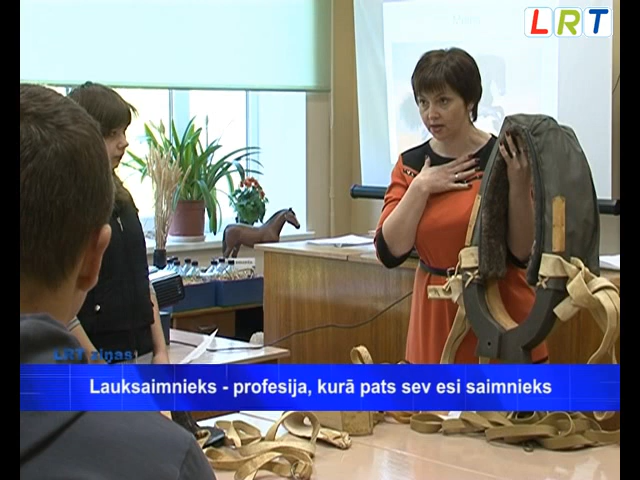 LRT
LRT ziņas
Lauksaimnieks - profesija, kurā pats sev esi saimnieks